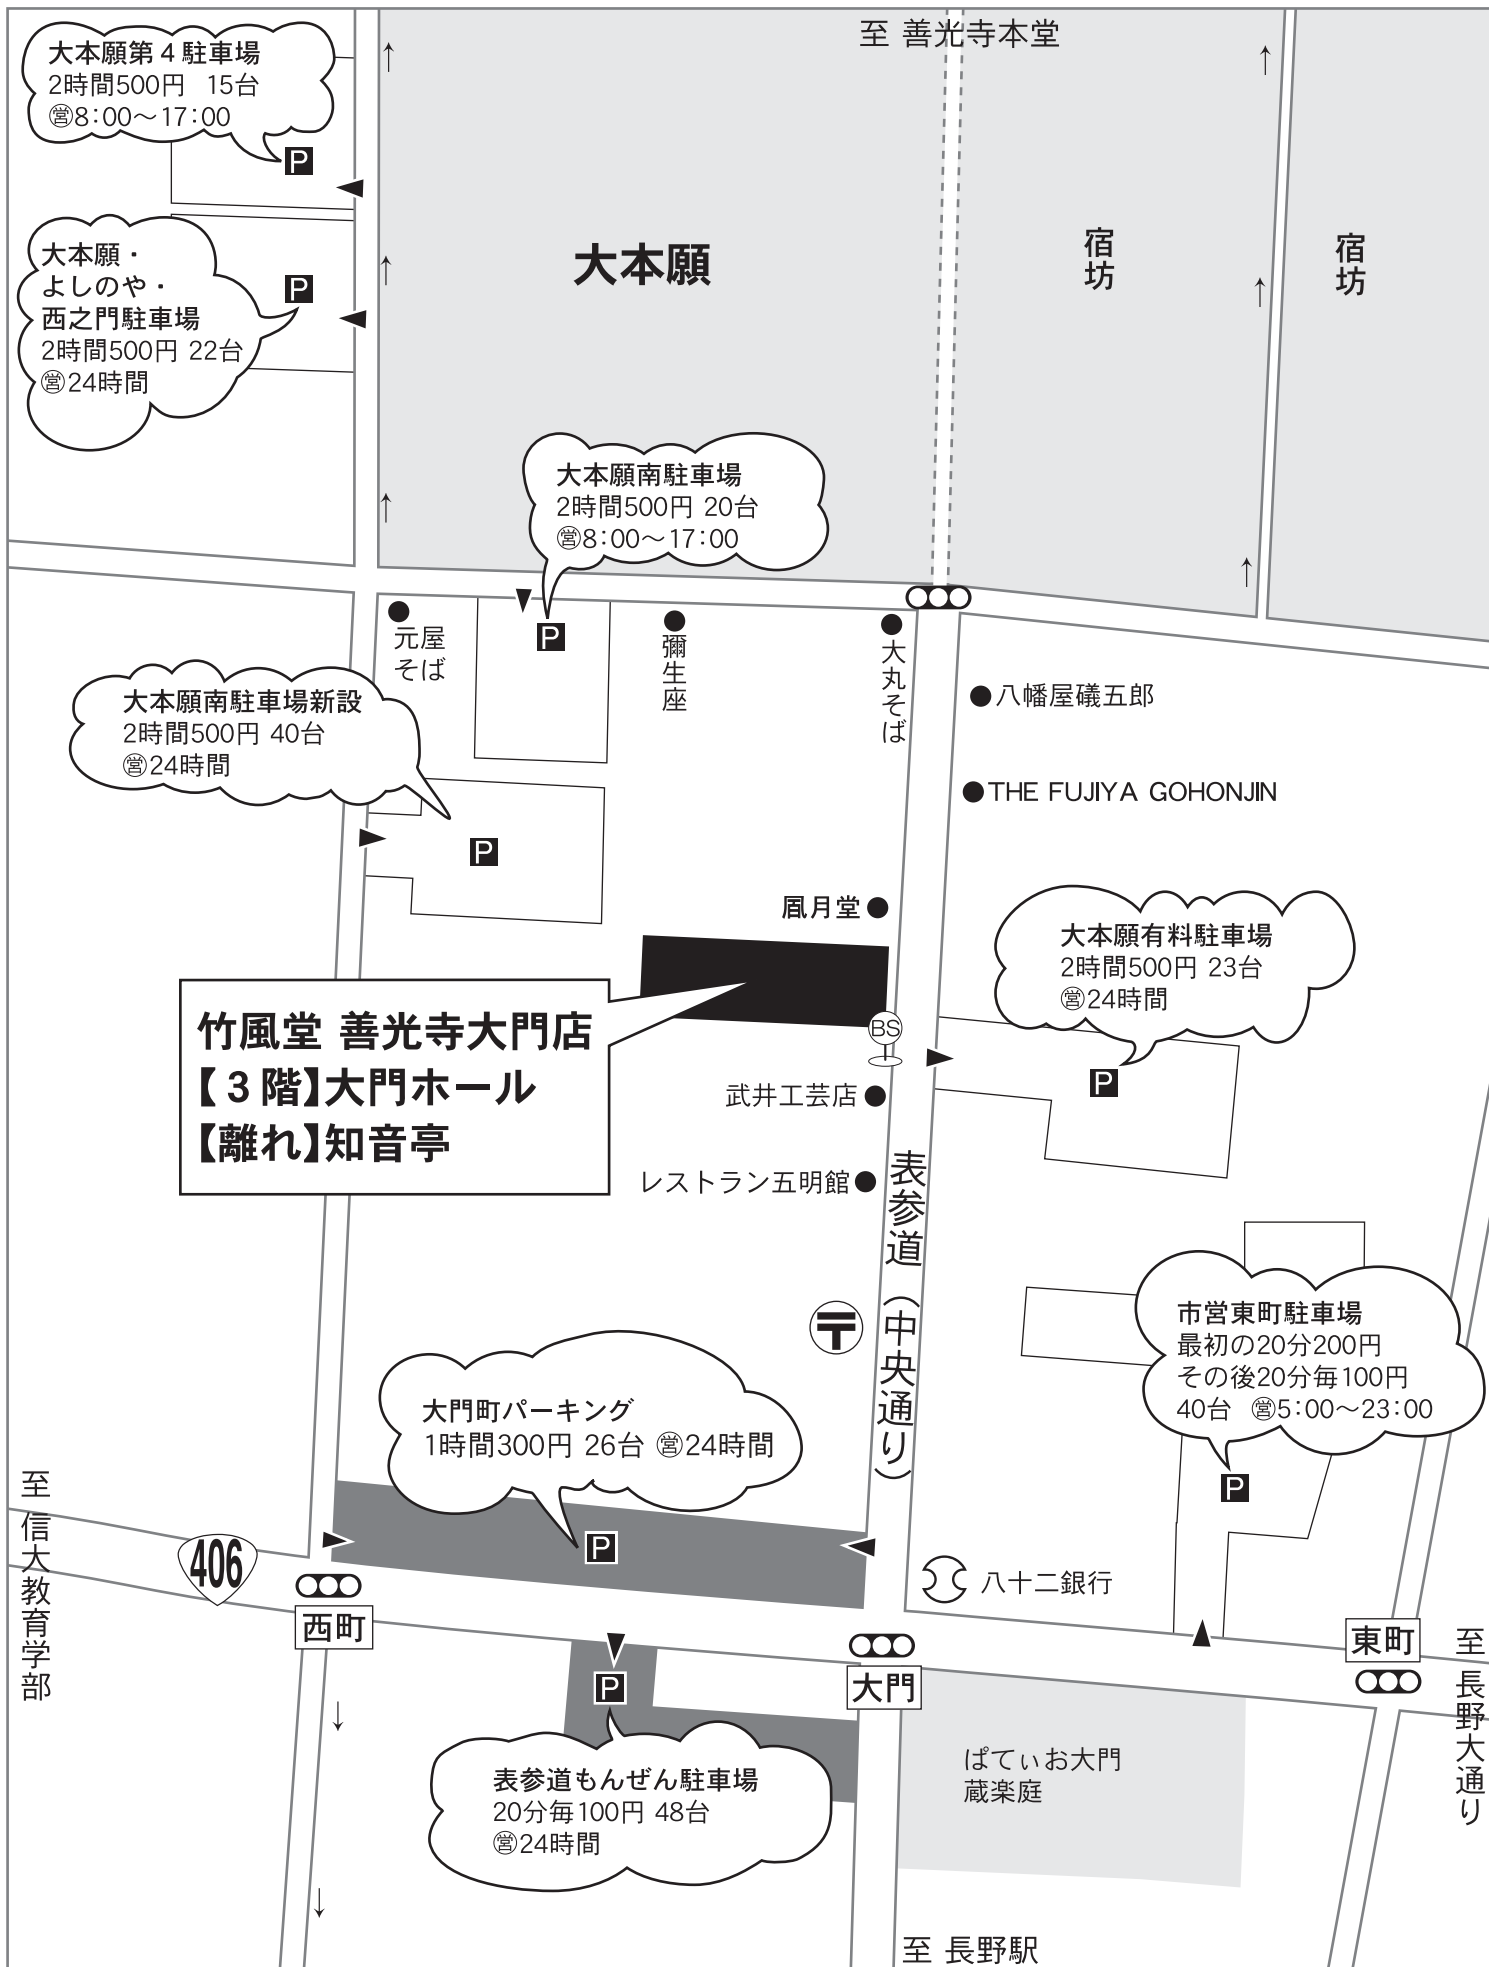 至 善光寺本堂
大本願第4駐車場
2時間500円 15台
㊡8:00〜17:00
P
大本願・
よしのや・
西之門駐車場
2時間500円 22台
営24時間
P
大本願
宿坊
宿坊
大本願南駐車場
2時間500円 20台
営8:00〜17:00
P
元屋
そば
彌生座
大丸そば
八幡屋礒五郎
大本願南駐車場新設
2時間500円 40台
営24時間
P
THE FUJIYA GOHONJIN
凮月堂
大本願有料駐車場
2時間500円 23台
営24時間
P
竹風堂 善光寺大門店
【3階】大門ホール
【離れ】知音亭
BS
武井工芸店
レストラン五明館
表参道(中央通り)
〒
市営東町駐車場
最初の20分200円
その後20分毎100円
40台 営5:00〜23:00
P
大門町パーキング
1時間300円 26台 営24時間
P
至 信大教育学部
406
西町
八十二銀行
大門
東町
至 長野大通り
P
表参道もんぜん駐車場
20分毎100円 48台
営24時間
ぱてぃお大門
蔵楽庭
至 長野駅